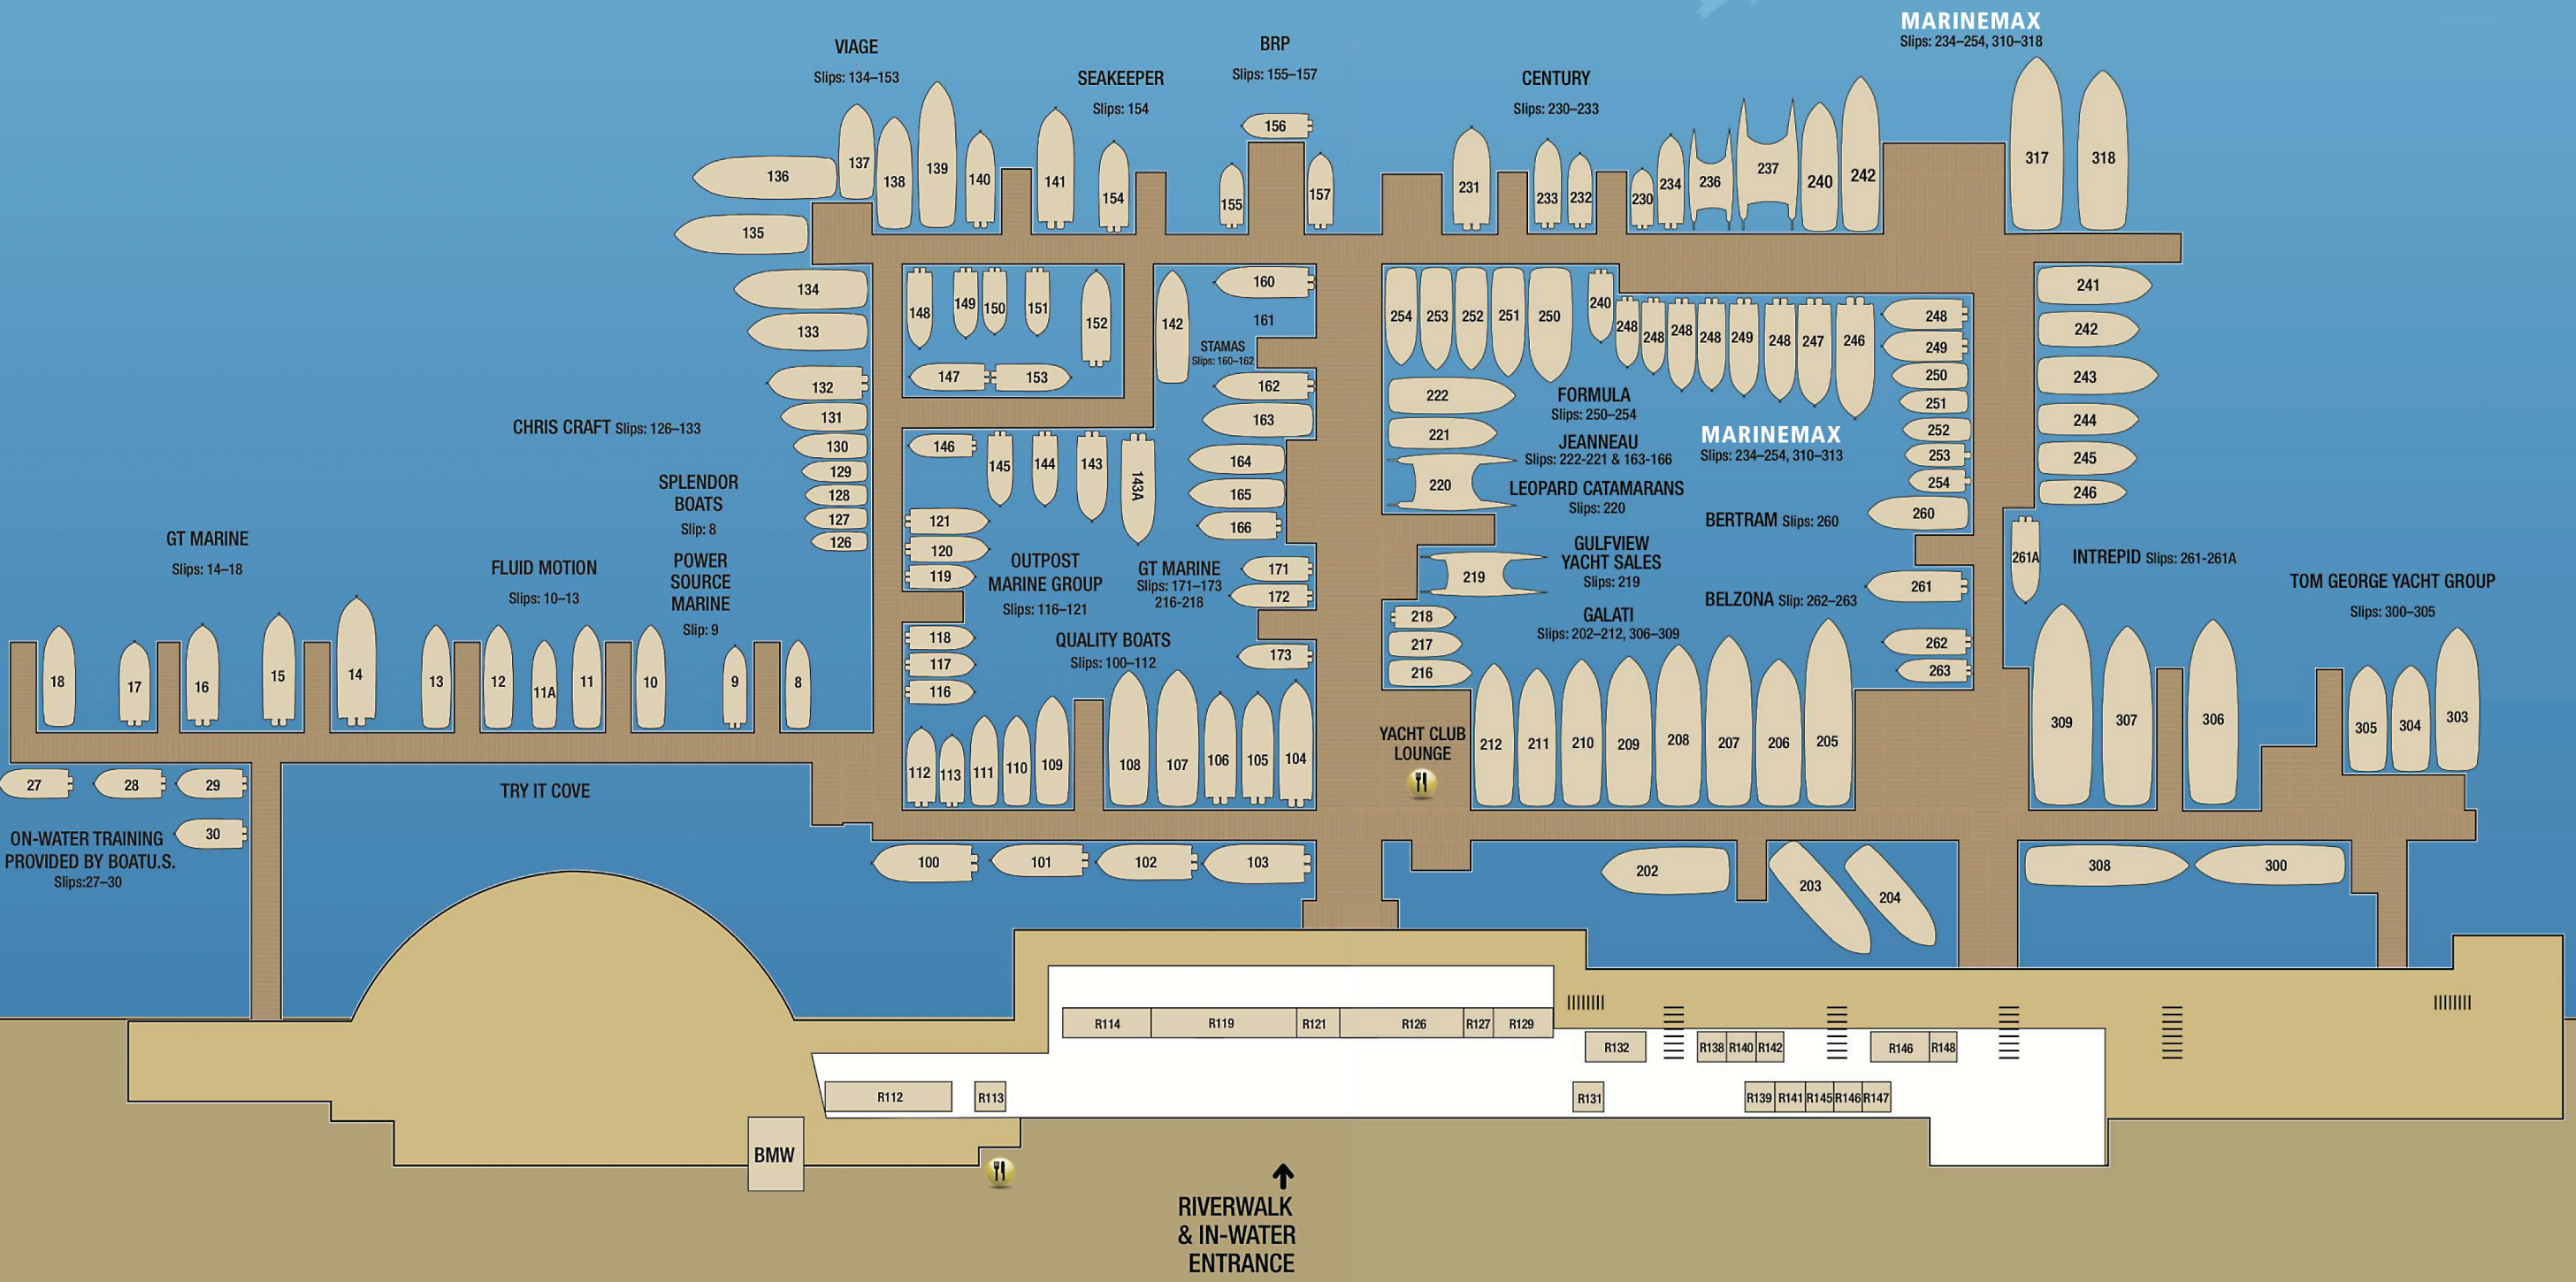 MARINEMAX
Slips: 234–254, 310–318
VIAGE
Slips: 134–153
SEAKEEPER
Slips: 154
BRP
Slips: 155–157
CENTURY
Slips: 230–233
136
137
138
139
140
141
154
155
156
157
231
233
232
230
234
236
237
240
242
317
318
135
134
133
132
131
130
129
128
127
126
CHRIS CRAFT Slips: 126–133
148
149
150
151
152
142
147
153
160
161
STAMAS
Slips: 160–162
162
163
164
165
166
254
253
252
251
250
240
248
248
248
248
249
248
247
246
248
249
250
251
252
253
254
260
241
242
243
244
245
246
222
221
220
FORMULA
Slips: 250–254
JEANNEAU
Slips: 222-221 & 163-166
LEOPARD CATAMARANS
Slips: 220
MARINEMAX
Slips: 234–254, 310–313
BERTRAM Slips: 260
146
145
144
143
143A
121
120
119
118
117
116
OUTPOST
MARINE GROUP
Slips: 116–121
GT MARINE
Slips: 171–173
216-218
171
172
173
QUALITY BOATS
Slips: 100–112
219
GULFVIEW
YACHT SALES
Slips: 219
218
217
216
GALATI
Slips: 202–212, 306–309
BELZONA Slip: 262–263
261
262
263
261A
INTREPID Slips: 261-261A
TOM GEORGE YACHT GROUP
Slips: 300–305
SPLENDOR
BOATS
Slip: 8
POWER
SOURCE
MARINE
Slip: 9
GT MARINE
Slips: 14–18
FLUID MOTION
Slips: 10–13
18
17
16
15
14
13
12
11A
11
10
9
8
112
113
111
110
109
108
107
106
105
104
YACHT CLUB
LOUNGE
212
211
210
209
208
207
206
205
309
307
306
305
304
303
27
28
29
30
TRY IT COVE
ON-WATER TRAINING
PROVIDED BY BOATU.S.
Slips:27–30
100
101
102
103
202
203
204
308
300
R114
R119
R121
R126
R127
R129
R132
R138
R140
R142
R146
R148
R112
R113
R131
R139
R141
R145
R146
R147
BMW
RIVERWALK
& IN-WATER
ENTRANCE